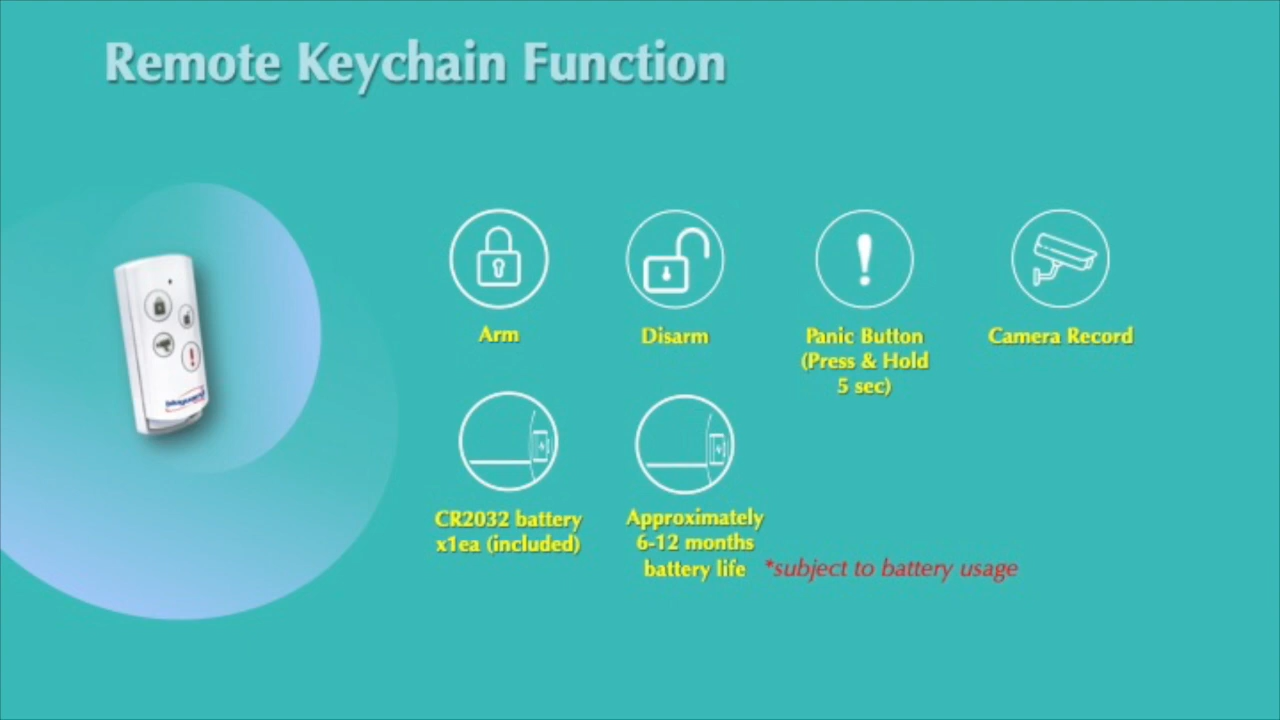 Remote Keychain Function
Arm
Disarm
Panic Button
(Press & Hold
5 sec)
Camera Record
CR2032 battery
x1ea (included)
Approximately
6-12 months
battery life
*subject to battery usage